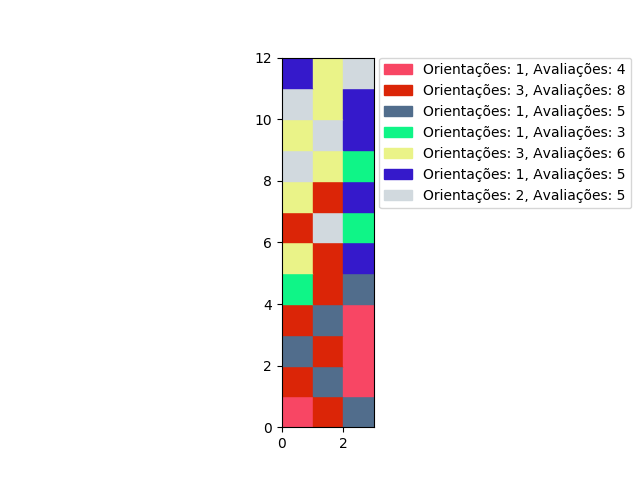 12
10
8
6
4
2
0
0 2
Orientações: 1, Avaliações: 4
Orientações: 3, Avaliações: 8
Orientações: 1, Avaliações: 5
Orientações: 1, Avaliações: 3
Orientações: 3, Avaliações: 6
Orientações: 1, Avaliações: 5
Orientações: 2, Avaliações: 5